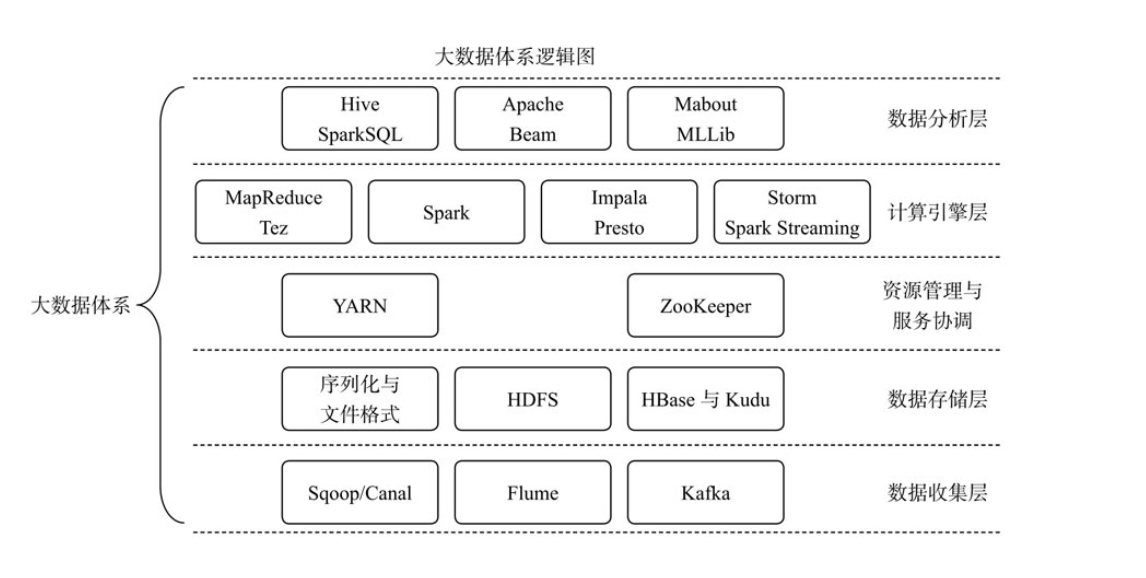 大数据体系逻辑图
Hive
SparkSQL
Apache
Beam
Mabout
MLLib
数据分析层
MapReduce
Tez
Spark
Impala
Presto
Storm
Spark Streaming
计算引擎层
大数据体系
YARN
ZooKeeper
资源管理与
服务协调
序列化与
文件格式
HDFS
HBase 与 Kudu
数据存储层
Sqoop/Canal
Flume
Kafka
数据收集层